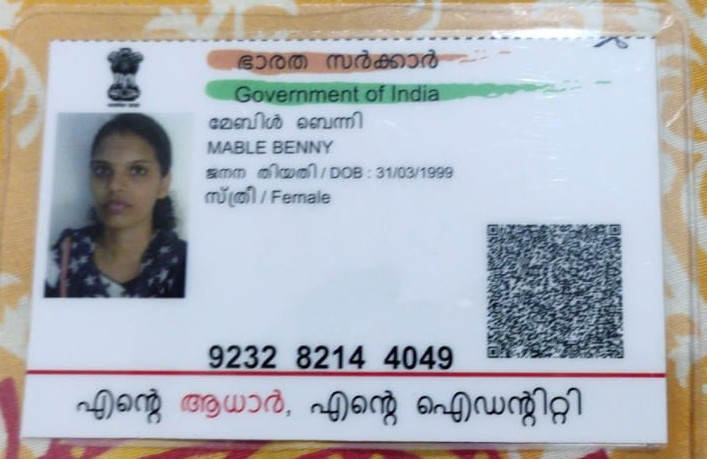 ഭാരത സർക്കാർ
Government of India
മേബിൾ ബെന്നി
MABLE BENNY
ജനന തിയതി / DOB : 31/03/1999
സ്ത്രീ / Female
9232 8214 4049
എന്റെ ആധാർ, എന്റെ ഐഡന്റിറ്റി